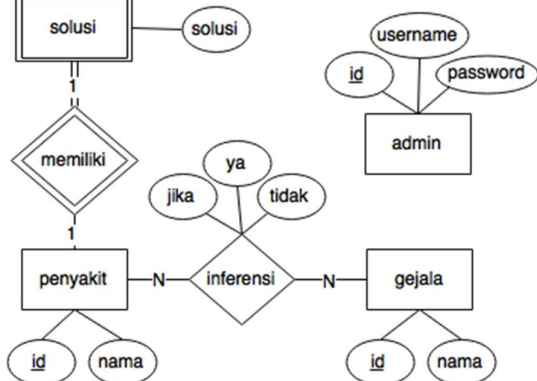 solusi
solusi
1
memiliki
1
username
id
password
admin
ya
jika
tidak
penyakit
N
inferensi
N
gejala
id
nama
id
nama